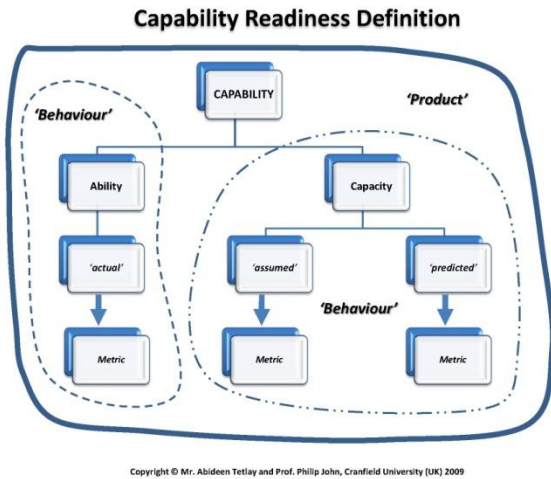 Capability Readiness Definition
CAPABILITY
‘Product’
‘Behaviour’
Ability
Capacity
‘actual’
‘assumed’
‘predicted’
‘Behaviour’
Metric
Metric
Metric
Copyright © Mr. Abideen Tetlay and Prof. Philip John, Cranfield University (UK) 2009